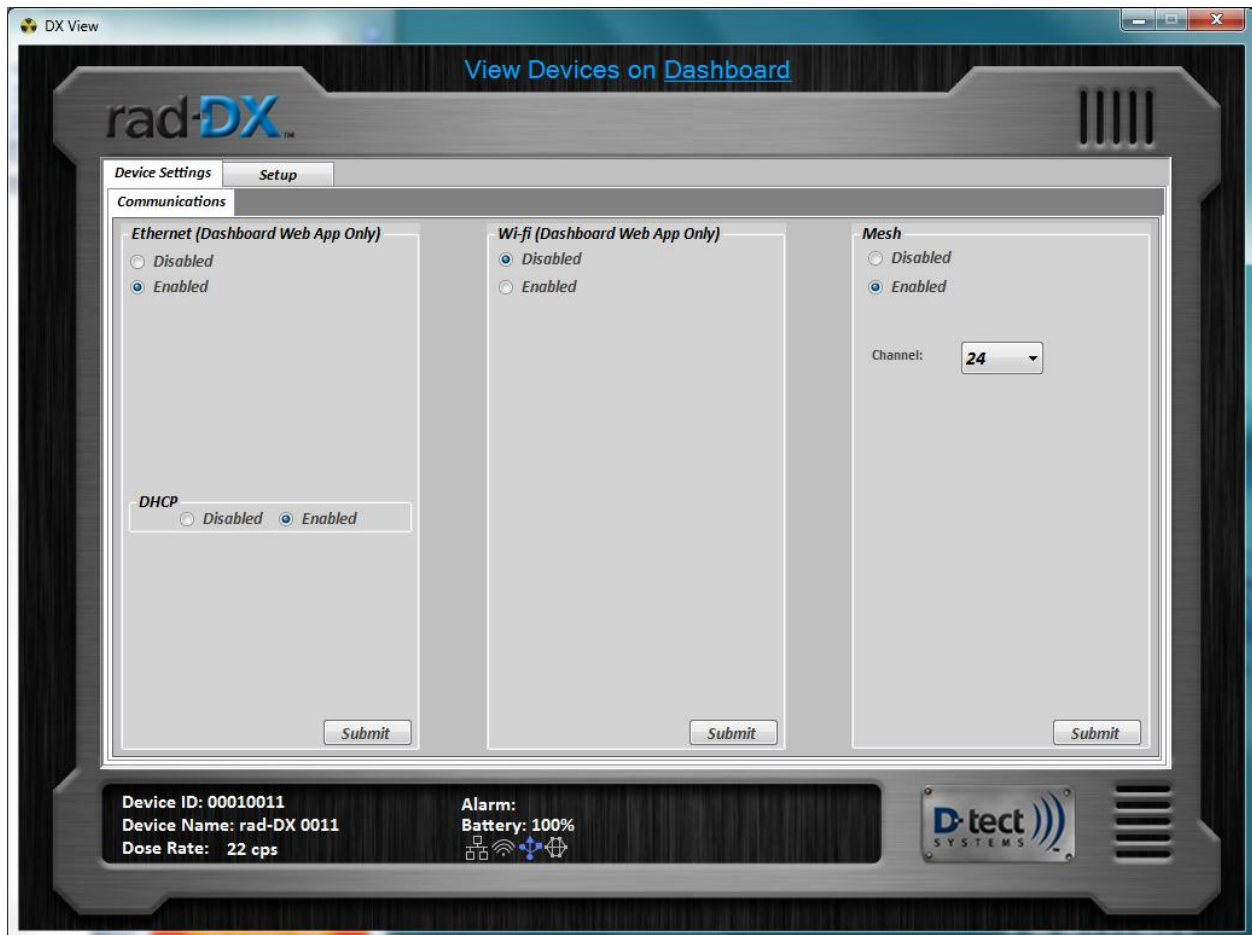 DX View
View Devices on Dashboard
rad-DX™
Device Settings
Setup
Communications
Ethernet (Dashboard Web App Only)
Disabled
Enabled
DHCP
Disabled Enabled
Submit
Wi-fi (Dashboard Web App Only)
Disabled
Enabled
Submit
Mesh
Disabled
Enabled
Channel: 24
Submit
Device ID: 00010011
Device Name: rad-DX 0011
Dose Rate: 22 cps
Alarm:
Battery: 100%
D-tect
SYSTEMS™